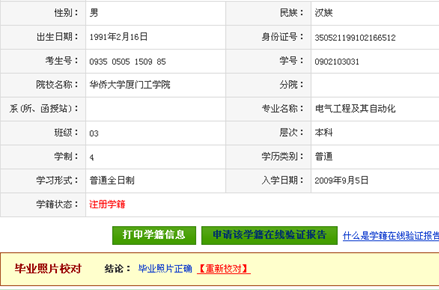 性别： 男 民族： 汉族
出生日期： 1991年2月16日 身份证号： 350521199102166512
考生号： 0935 0505 1509 85 学号： 0902103031
院校名称： 华侨大学厦门工学院 分院：
系(所、函授站)： 专业名称： 电气工程及其自动化
班级： 03 层次： 本科
学制： 4 学历类别： 普通
学习形式： 普通全日制 入学日期： 2009年9月5日
学籍状态： 注册学籍
打印学籍信息 申请该学籍在线验证报告 什么是学籍在线验证报告
毕业照片校对 结论： 毕业照片正确 【重新校对】